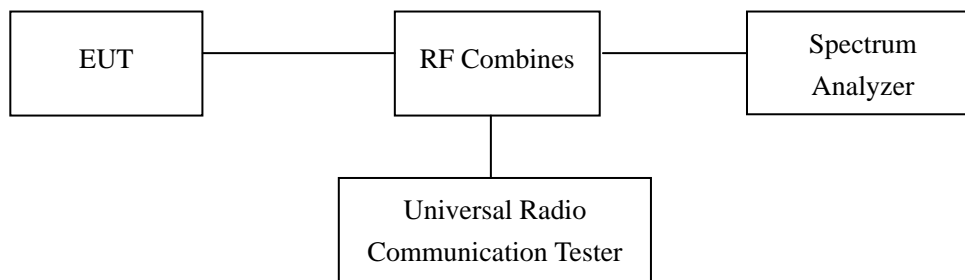 EUT
RF Combines
Spectrum
Analyzer
Universal Radio
Communication Tester